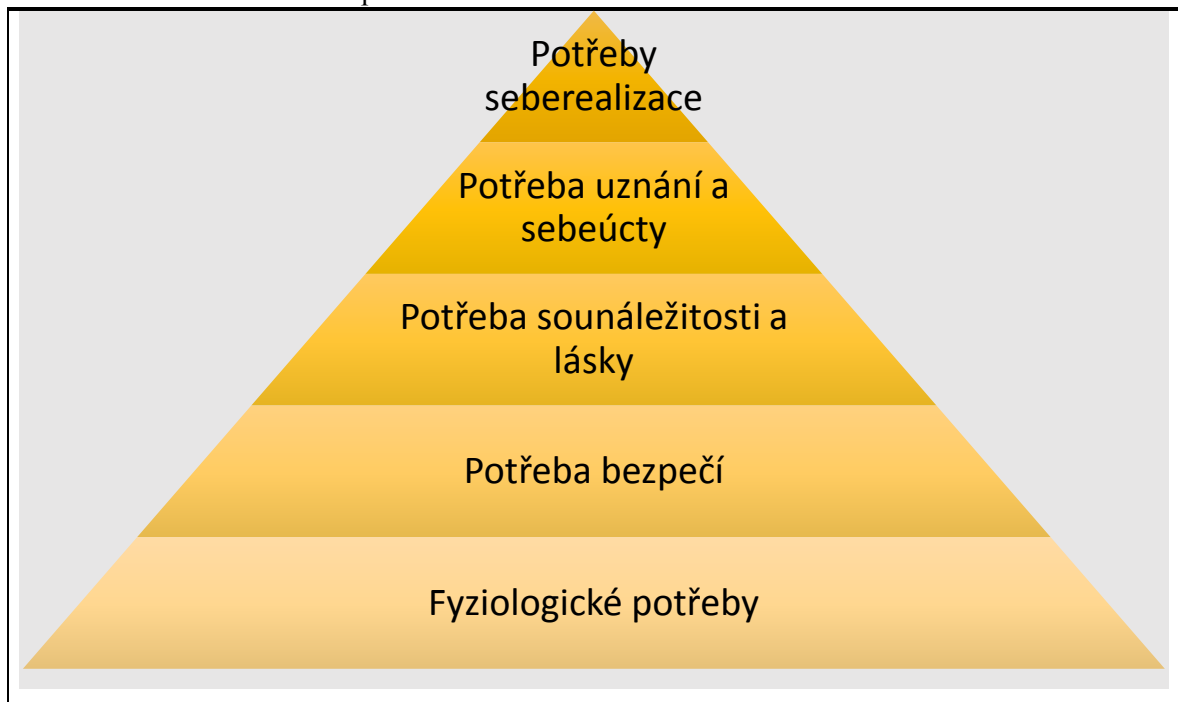 Potřeby
seberealizace
Potřeba uznání a
sebeúcty
Potřeba sounáležitosti a
lásky
Potřeba bezpečí
Fyziologické potřeby